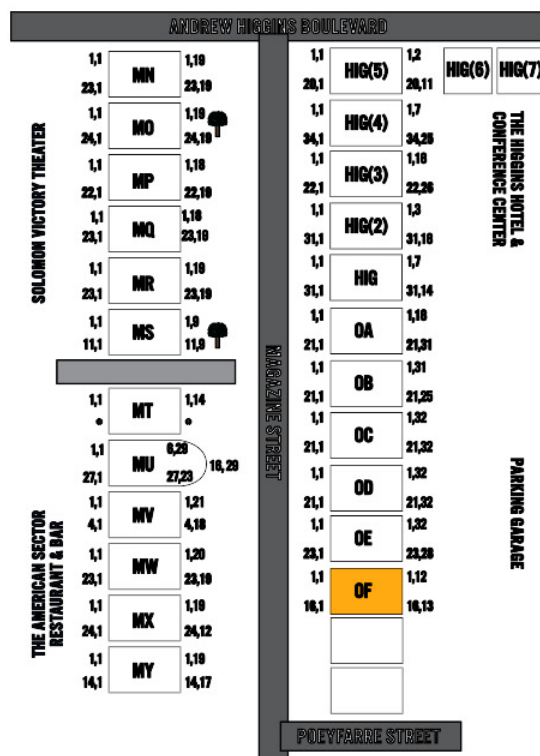 ANDREW HIGGINS BOULEVARD
SOLOMON VICTORY THEATER
1,1 MN 1,19
23,1 23,19
1,1 MO 1,19
24,1 24,19
1,1 MP 1,18
22,1 22,19
1,1 MQ 1,18
23,1 23,19
1,1 MR 1,19
23,1 23,19
1,1 MS 1,9
11,1 11,9
THE AMERICAN SECTOR
RESTAURANT & BAR
1,1 MT 1,14
1,1 MU 6,29
16,29
27,1 27,23
1,1 MV 1,21
4,1 4,18
1,1 MW 1,20
23,1 23,19
1,1 MX 1,19
24,1 24,12
1,1 MY 1,19
14,1 14,17
MAGAZINE STREET
1,1 HIG(5) 1,2
20,1 20,11
HIG(6) HIG(7)
1,1 HIG(4) 1,7
34,1 34,25
1,1 HIG(3) 1,18
22,1 22,26
1,1 HIG(2) 1,3
31,1 31,16
1,1 HIG 1,7
31,1 31,14
1,1 OA 1,18
21,1 21,31
1,1 OB 1,31
21,1 21,25
1,1 OC 1,32
21,1 21,32
1,1 OD 1,32
21,1 21,32
1,1 OE 1,32
23,1 23,28
1,1 OF 1,12
16,1 16,13
THE HIGGINS HOTEL &
CONFERENCE CENTER
PARKING GARAGE
POEYFARRE STREET